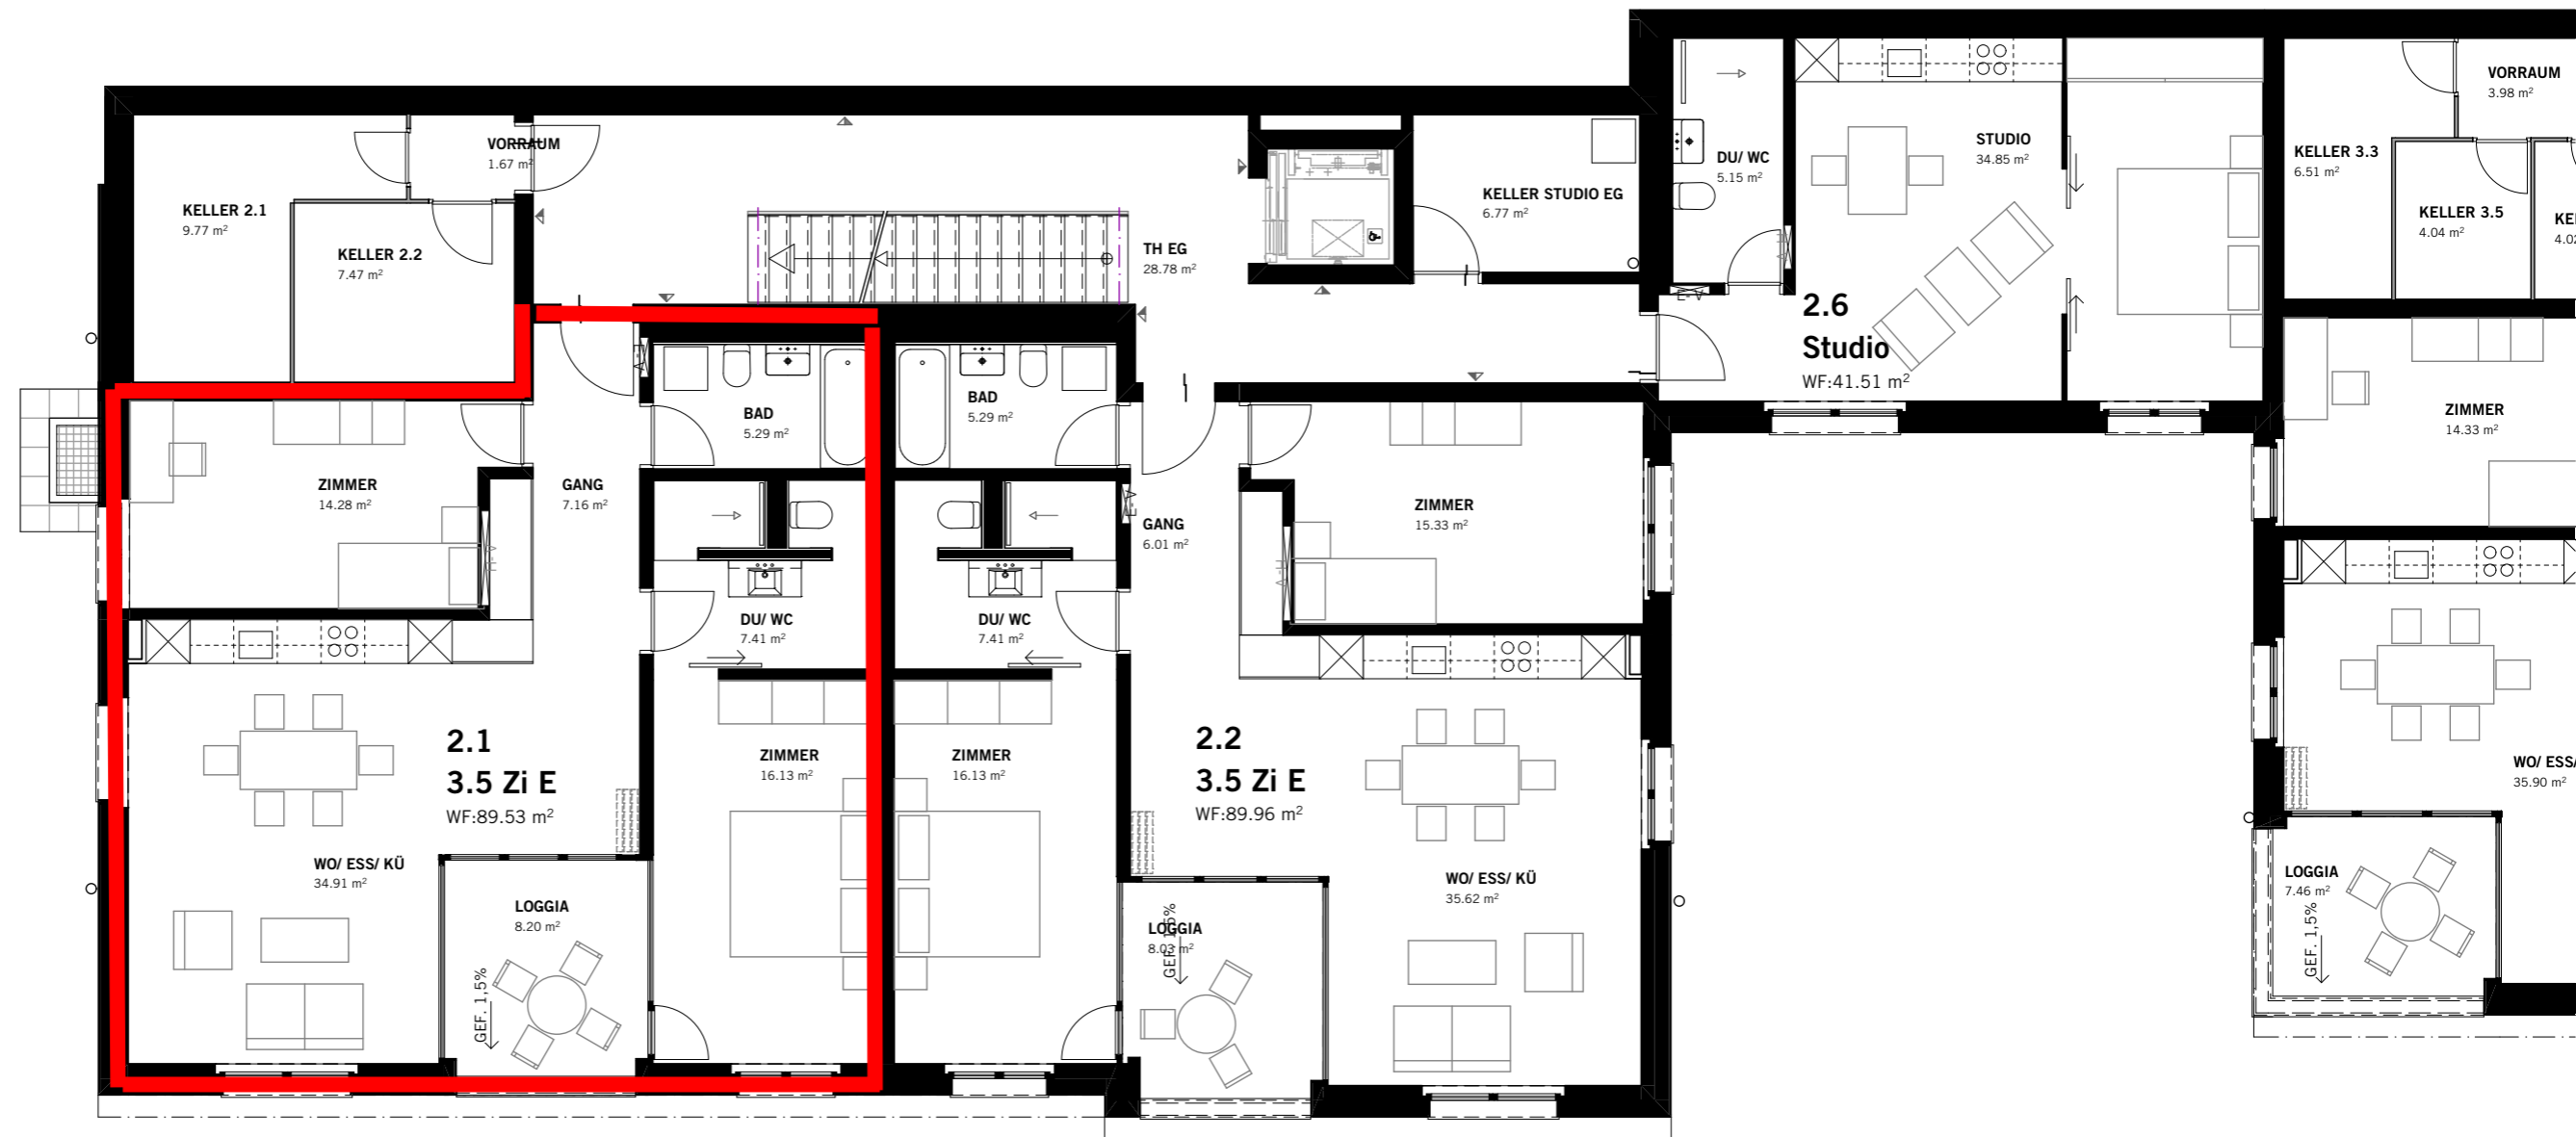 VORRAUM
1.67 m²
KELLER 2.1
9.77 m²
KELLER 2.2
7.47 m²
TH EG
28.78 m²
KELLER STUDIO EG
6.77 m²
DU/ WC
5.15 m²
STUDIO
34.85 m²
2.6
Studio
WF:41.51 m²
VORRAUM
3.98 m²
KELLER 3.3
6.51 m²
KELLER 3.5
4.04 m²
ZIMMER
14.33 m²
ZIMMER
14.28 m²
GANG
7.16 m²
BAD
5.29 m²
BAD
5.29 m²
GANG
6.01 m²
ZIMMER
15.33 m²
DU/ WC
7.41 m²
DU/ WC
7.41 m²
2.1
3.5 Zi E
WF:89.53 m²
ZIMMER
16.13 m²
ZIMMER
16.13 m²
2.2
3.5 Zi E
WF:89.96 m²
WO/ ESS/ KÜ
34.91 m²
LOGGIA
8.20 m²
GEF. 1,5%
LOGGIA
8.03 m²
GEF. 1,5%
WO/ ESS/ KÜ
35.62 m²
WO/ ESS/
35.90 m²
LOGGIA
7.46 m²
GEF. 1,5%